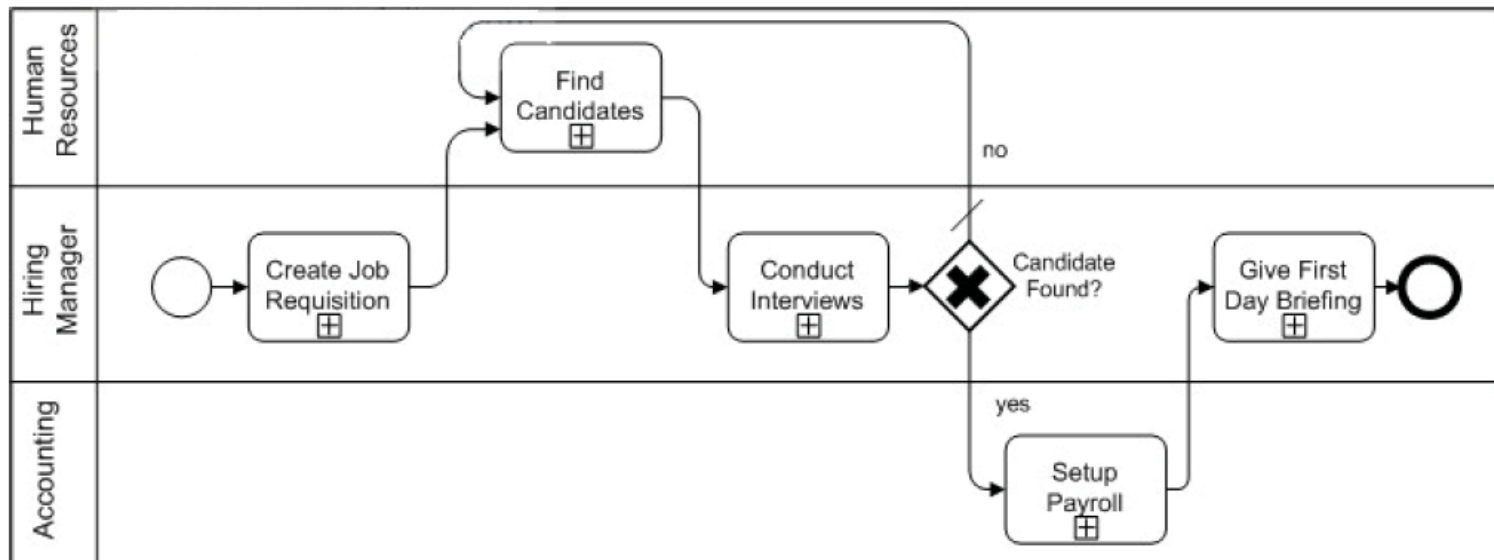 Human
Resources
Find
Candidates
no
Hiring
Manager
Create Job
Requisition
Conduct
Interviews
Candidate
Found?
Give First
Day Briefing
Accounting
yes
Setup
Payroll